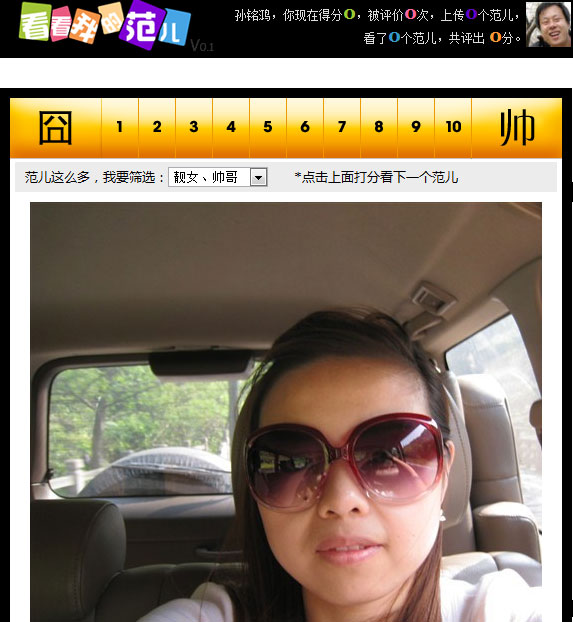 看看我的范儿 V0.1
孙铭鸿，你现在得分0，被评价0次，上传0个范儿，
看了0个范儿，共评出 0分。
囧 1 2 3 4 5 6 7 8 9 10 帅
范儿这么多，我要筛选：靓女、帅哥 *点击上面打分看下一个范儿